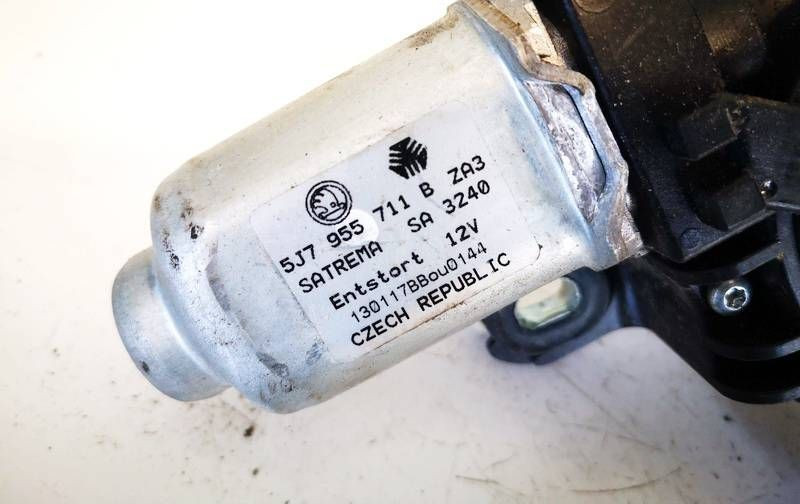 5J7 955 711 B ZA3
SATREMA SA 3240
Entstort 12V
130117BBou0144
CZECH REPUBLIC